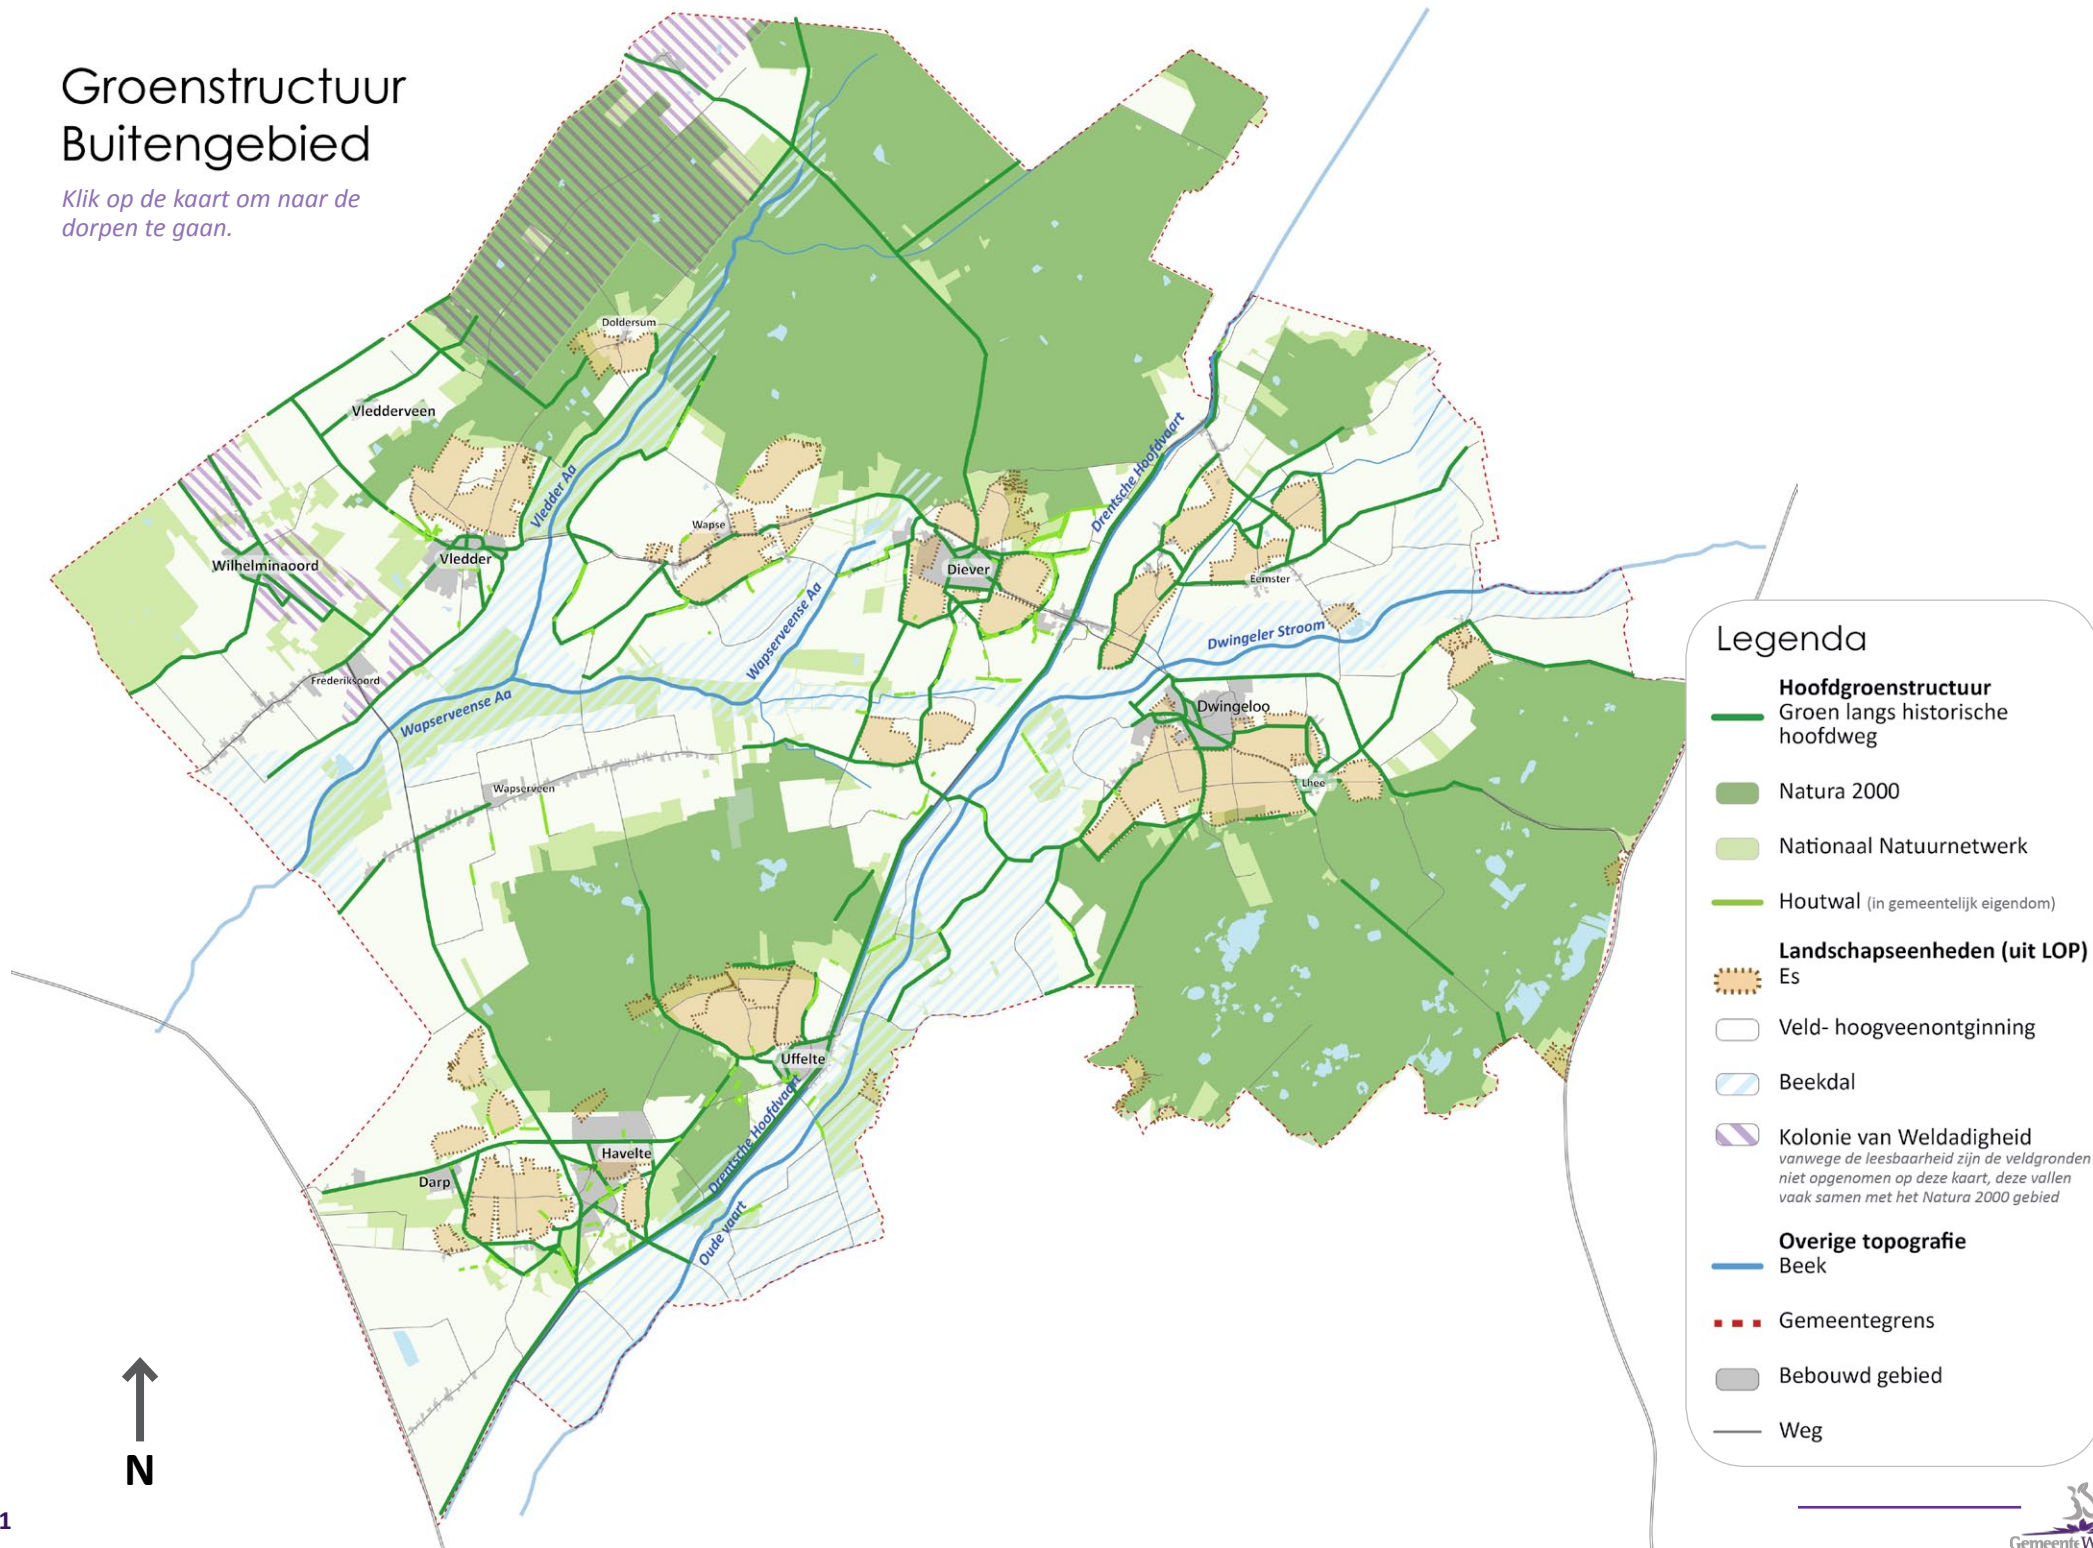 Groenstructuur
Buitengebied
Klik op de kaart om naar de
dorpen te gaan.
Doldersum
Vledderveen
Vledder Aa
Drentsche Hoofdvaart
Wapse
Vledder
Wilhelminaoord
Diever
Eemster
Wapserveense Aa
Dwingeler Stroom
Frederiksoord
Wapserveense Aa
Dwingeloo
Wapserveen
Lhee
Uffelte
Drentsche Hoofdvaart
Havelte
Darp
Oude vaart
N
1
Legenda
Hoofdgroenstructuur
Groen langs historische
hoofdweg
Natura 2000
Nationaal Natuurnetwerk
Houtwal (in gemeentelijk eigendom)
Landschapseenheden (uit LOP)
Es
Veld- hoogveenontginning
Beekdal
Kolonie van Weldadigheid
vanwege de leesbaarheid zijn de veldgronden
niet opgenomen op deze kaart, deze vallen
vaak samen met het Natura 2000 gebied
Overige topografie
Beek
Gemeentegrens
Bebouwd gebied
Weg
Gemeente W